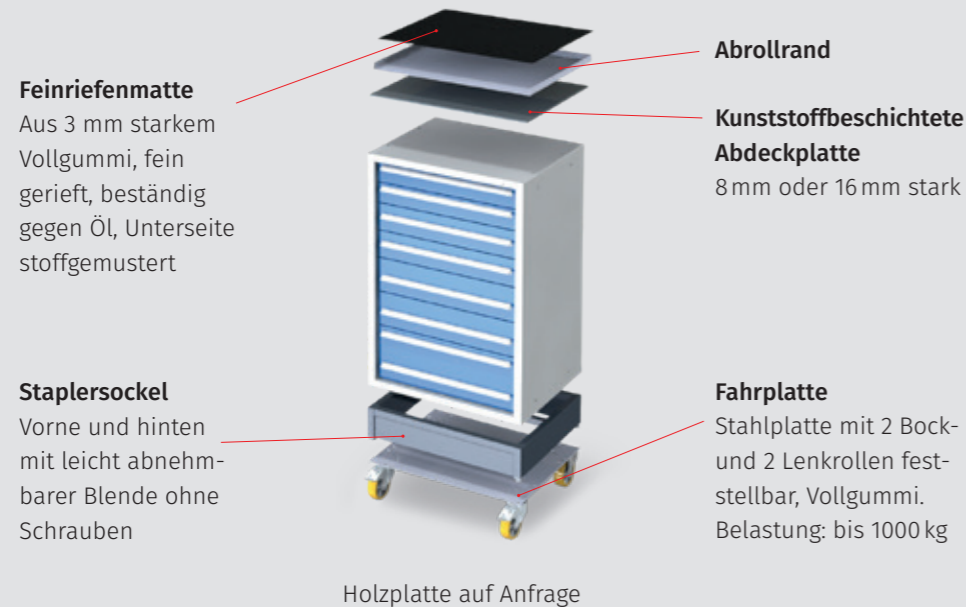 Feinriefenmatte
Aus 3 mm starkem
Vollgummi, fein
gerieft, beständig
gegen Öl, Unterseite
stoffgemustert
Abrollrand
Kunststoffbeschichtete
Abdeckplatte
8 mm oder 16 mm stark
Staplersockel
Vorne und hinten
mit leicht abnehm-
barer Blende ohne
Schrauben
Fahrplatte
Stahlplatte mit 2 Bock-
und 2 Lenkrollen fest-
stellbar, Vollgummi.
Belastung: bis 1000 kg
Holzplatte auf Anfrage